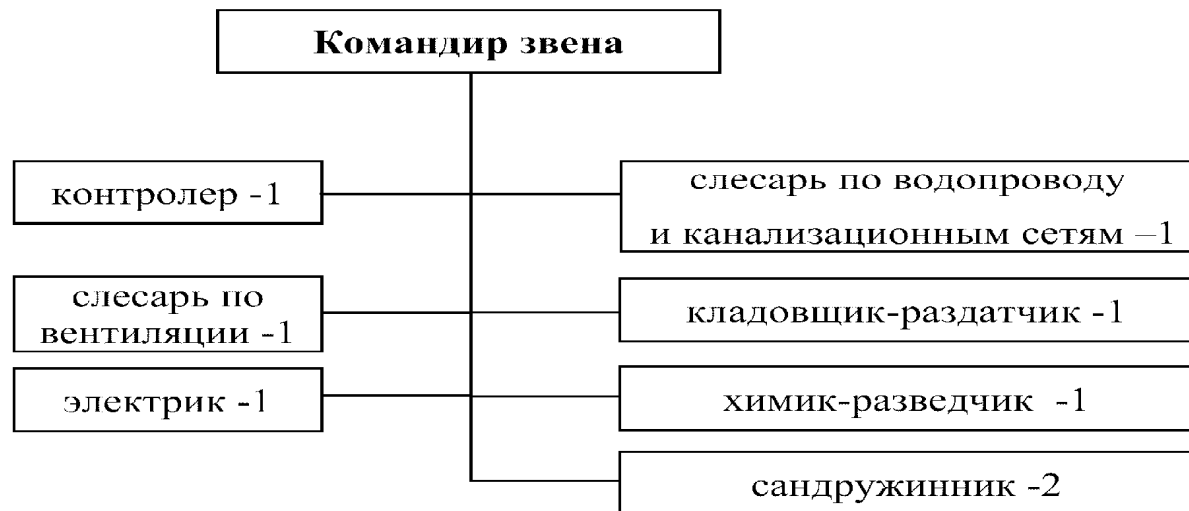 Командир звена
контролер -1
слесарь по водопроводу
и канализационным сетям –1
слесарь по
вентиляции -1
кладовщик-раздатчик -1
электрик -1
химик-разведчик -1
сандружинник -2